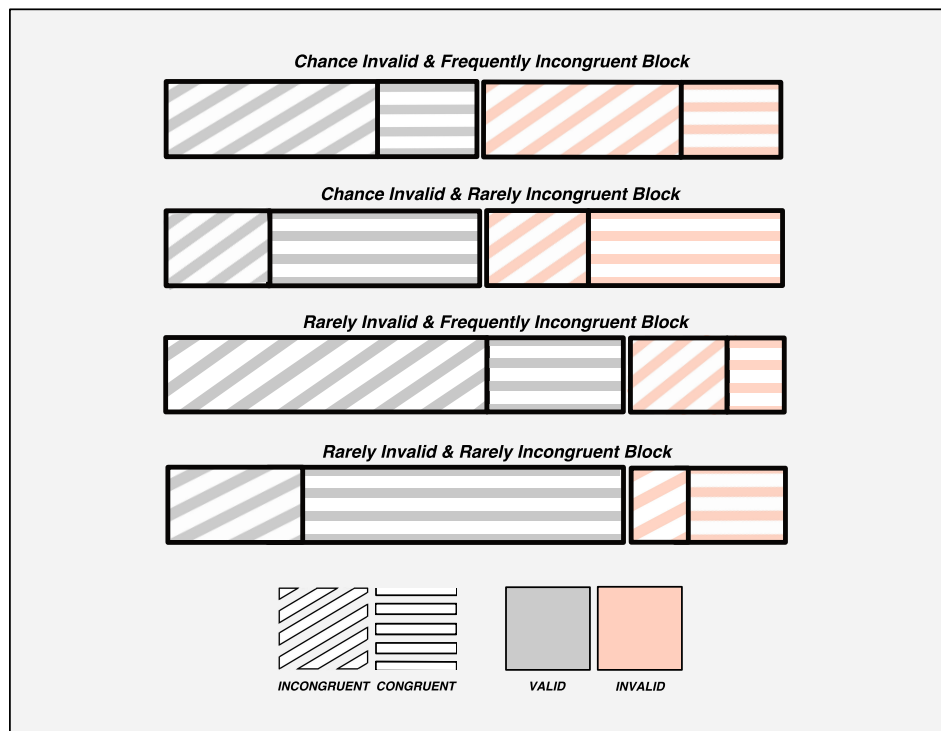 Chance Invalid & Frequently Incongruent Block
Chance Invalid & Rarely Incongruent Block
Rarely Invalid & Frequently Incongruent Block
Rarely Invalid & Rarely Incongruent Block
INCONGRUENT CONGRUENT VALID INVALID